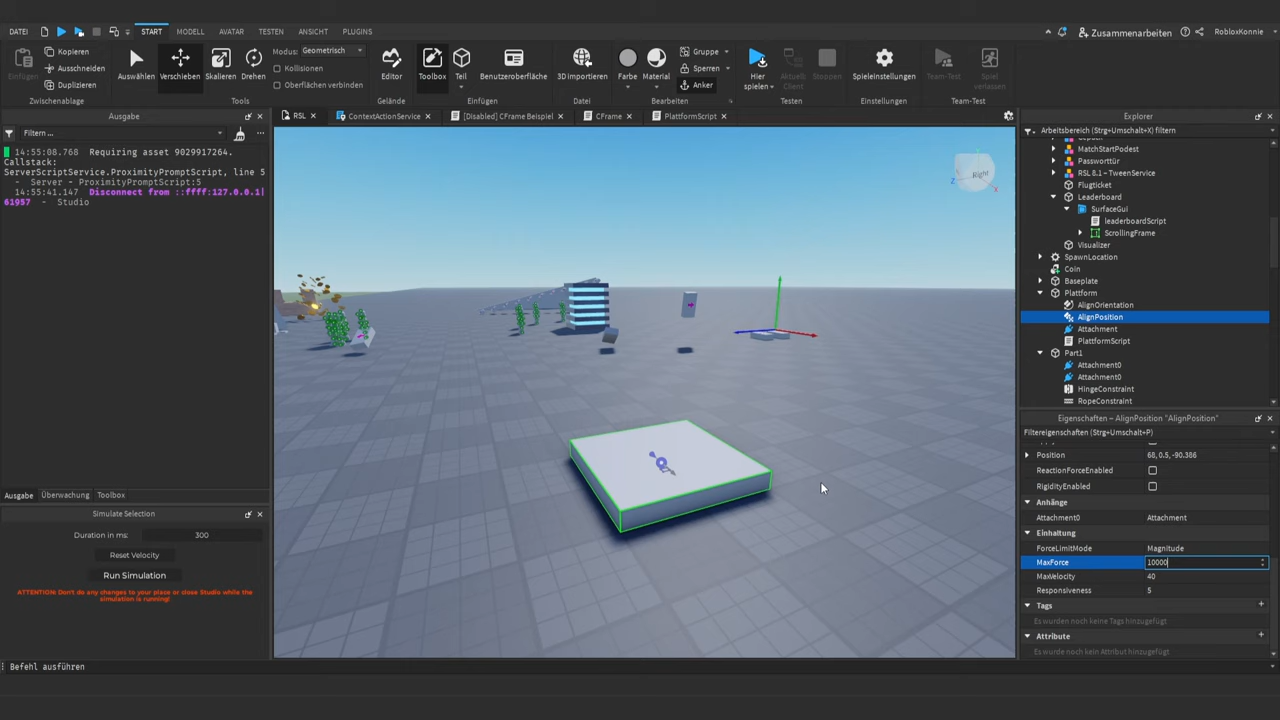 DATEI START MODELL AVATAR TESTEN ANSICHT PLUGINS Zusammenarbeiten RobloxKonnie
Einfügen Kopieren Ausschneiden Duplizieren
Zwischenablage
Auswählen Verschieben Skalieren Drehen
Modus: Geometrisch
Kollisionen
Oberflächen verbinden
Tools
Editor
Gelände
Toolbox Teil Benutzeroberfläche
Einfügen
3D Importieren
Datei
Farbe Material
Gruppe
Sperren
Anker
Bearbeiten
Hier spielen Aktuell: Client Stoppen
Testen
Spieleinstellungen
Einstellungen
Team-Test Spiel verlassen
Team-Test
Ausgabe
Filtern ...
14:55:08.768 Requiring asset 9029917264.
Callstack:
ServerScriptService.ProximityPromptScript, line 5
- Server - ProximityPromptScript:5
14:55:41.147 Disconnect from ::ffff:127.0.0.1|
61957 - Studio
Ausgabe Überwachung Toolbox
Simulate Selection
Duration in ms: 300
Reset Velocity
Run Simulation
ATTENTION: Don't do any changes to your place or close Studio while the
simulation is running!
Befehl ausführen
RSL ContextActionService [Disabled] CFrame Beispiel CFrame PlattformScript
Right
Z
X
Explorer
Arbeitsbereich (Strg+Umschalt+X) filtern
MatchStartPodest
Passworttür
RSL 8.1 – TweenService
Flugticket
Leaderboard
SurfaceGui
leaderboardScript
ScrollingFrame
Visualizer
SpawnLocation
Coin
Baseplate
Plattform
AlignOrientation
AlignPosition
Attachment
PlattformScript
Part1
Attachment0
Attachment0
HingeConstraint
RopeConstraint
Eigenschaften – AlignPosition "AlignPosition"
Filtereigenschaften (Strg+Umschalt+P)
Position 68, 0.5, -90.386
ReactionForceEnabled
RigidityEnabled
Anhänge
Attachment0 Attachment
Einhaltung
ForceLimitMode Magnitude
MaxForce 10000
MaxVelocity 40
Responsiveness 5
Tags
Es wurden noch keine Tags hinzugefügt
Attribute
Es wurde noch kein Attribut hinzugefügt